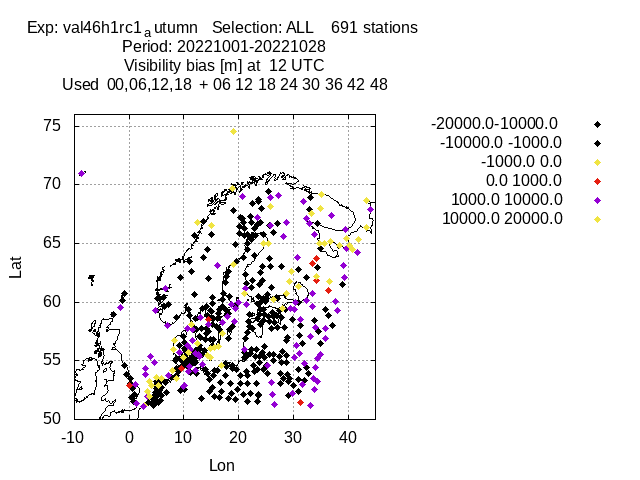 Exp: val46h1rc1autumn   Selection: ALL    691 stations
Period: 20221001-20221028
Visibility bias [m] at  12 UTC
Used  00,06,12,18  + 06 12 18 24 30  36 42  48
-20000.0-10000.0
-10000.0 -1000.0
-1000.0 0.0
0.0 1000.0
1000.0 10000.0
10000.0 20000.0
75
70
65
60
55
50
Lat
-10 0 10 20 30 40
Lon